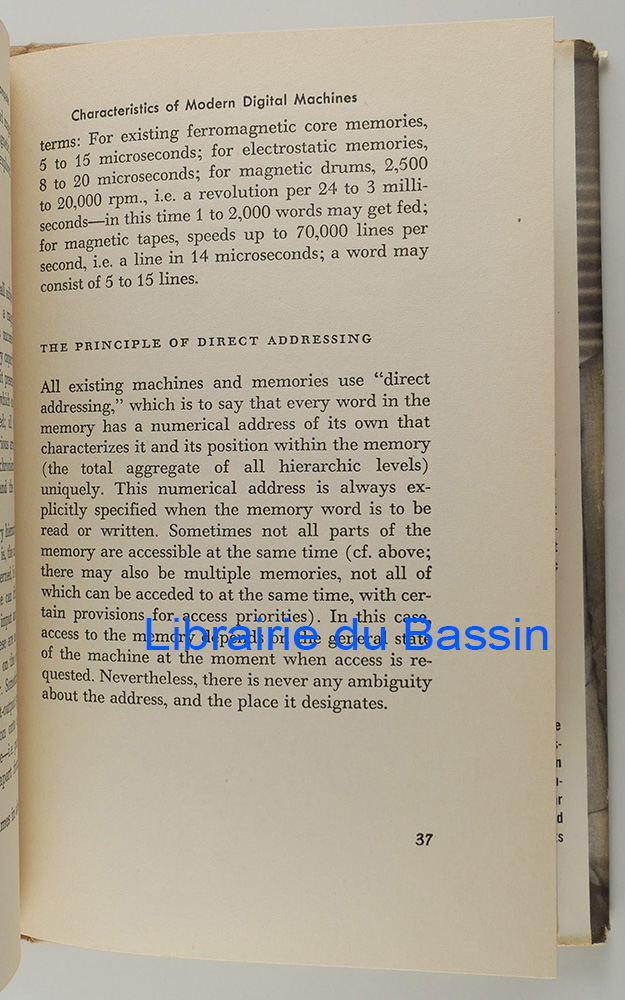 Characteristics of Modern Digital Machines
terms: For existing ferromagnetic core memories,
5 to 15 microseconds; for electrostatic memories,
8 to 20 microseconds; for magnetic drums, 2,500
to 20,000 rpm., i.e. a revolution per 24 to 3 milli-
seconds—in this time 1 to 2,000 words may get fed;
for magnetic tapes, speeds up to 70,000 lines per
second, i.e. a line in 14 microseconds; a word may
consist of 5 to 15 lines.
THE PRINCIPLE OF DIRECT ADDRESSING
All existing machines and memories use “direct
addressing,” which is to say that every word in the
memory has a numerical address of its own that
characterizes it and its position within the memory
(the total aggregate of all hierarchic levels)
uniquely. This numerical address is always ex-
plicitly specified when the memory word is to be
read or written. Sometimes not all parts of the
memory are accessible at the same time (cf. above;
there may also be multiple memories, not all of
which can be acceded to at the same time, with cer-
tain provisions for access priorities). In this case,
access to the memory depends on the general state
of the machine at the moment when access is re-
quested. Nevertheless, there is never any ambiguity
about the address, and the place it designates.
Librairie du Bassin
37